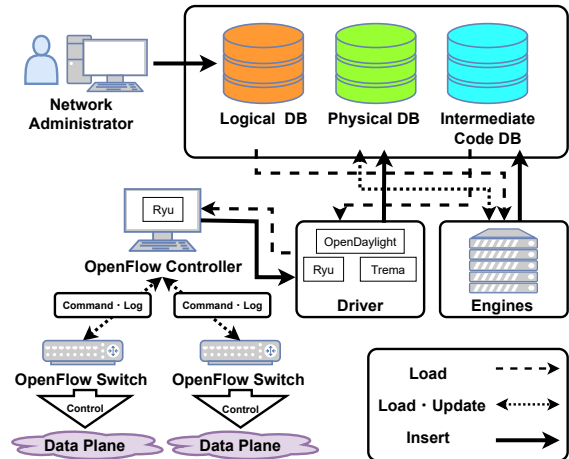 Network
Administrator
Logical DB
Physical DB
Intermediate
Code DB
Ryu
OpenFlow Controller
OpenDaylight
Ryu
Trema
Driver
Engines
Command・Log
Command・Log
OpenFlow Switch
OpenFlow Switch
Control
Control
Data Plane
Data Plane
Load
Load・Update
Insert